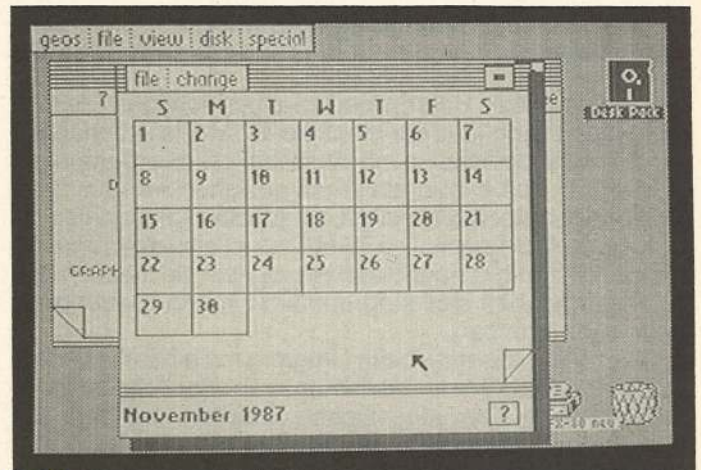 geos file view disk special
file change
?
S M T W T F S
1 2 3 4 5 6 7
8 9 10 11 12 13 14
15 16 17 18 19 20 21
22 23 24 25 26 27 28
29 30
Desk Pack
D
GRAPH
November 1987 ?